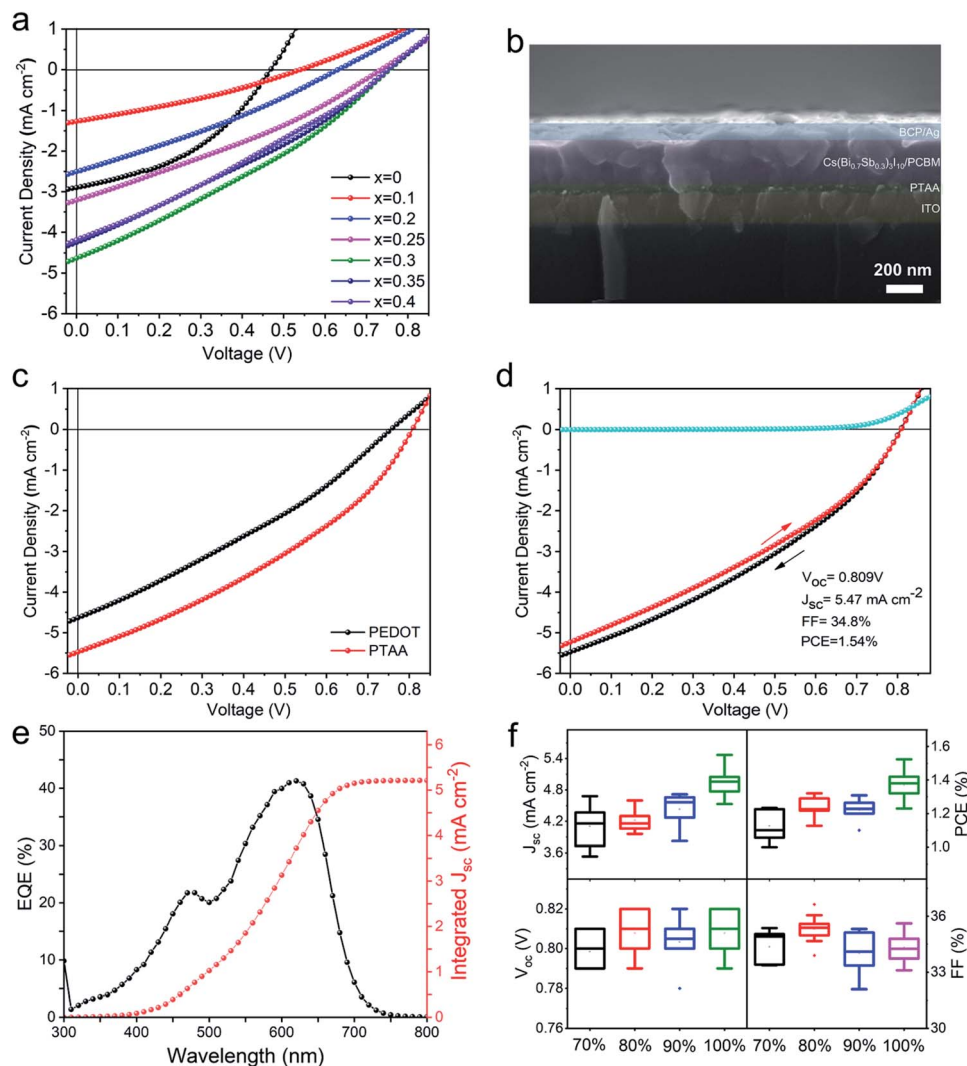 a
Current Density (mA cm⁻²)
1
0
-1
-2
-3
-4
-5
-6
x=0
x=0.1
x=0.2
x=0.25
x=0.3
x=0.35
x=0.4
0.0 0.1 0.2 0.3 0.4 0.5 0.6 0.7 0.8
Voltage (V)
b
BCP/Ag
Cs(Bi₀.₇Sb₀.₃)₃I₁₀/PCBM
PTAA
ITO
200 nm
c
Current Density (mA cm⁻²)
1
0
-1
-2
-3
-4
-5
-6
PEDOT
PTAA
0.0 0.1 0.2 0.3 0.4 0.5 0.6 0.7 0.8
Voltage (V)
d
Current Density (mA cm⁻²)
1
0
-1
-2
-3
-4
-5
-6
V_OC= 0.809V
J_SC= 5.47 mA cm⁻²
FF= 34.8%
PCE=1.54%
0.0 0.1 0.2 0.3 0.4 0.5 0.6 0.7 0.8
Voltage (V)
e
EQE (%)
50
40
30
20
10
0
Integrated J_sc (mA cm⁻²)
6
5
4
3
2
1
0
300 400 500 600 700 800
Wavelength (nm)
f
J_sc (mA cm⁻²)
5.4
4.8
4.2
3.6
PCE (%)
1.6
1.4
1.2
1.0
V_oc (V)
0.82
0.80
0.78
0.76
FF (%)
35
33
30
70% 80% 90% 100% 70% 80% 90% 100%